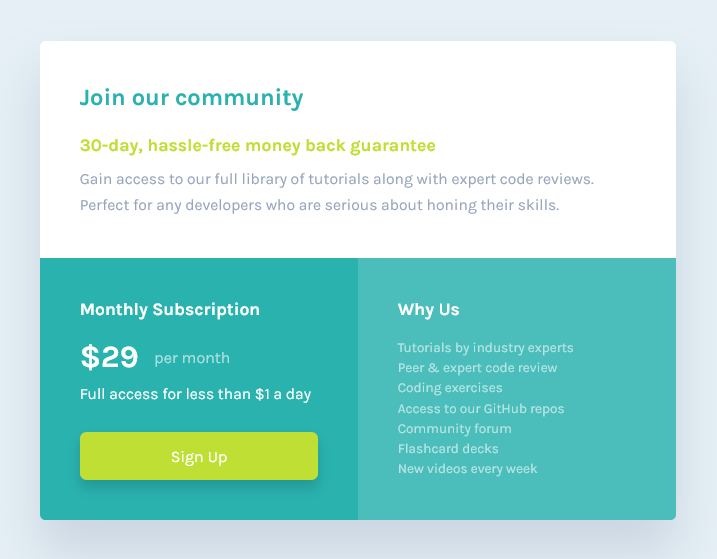 Join our community
30-day, hassle-free money back guarantee
Gain access to our full library of tutorials along with expert code reviews.
Perfect for any developers who are serious about honing their skills.
Monthly Subscription
$29 per month
Full access for less than $1 a day
Sign Up
Why Us
Tutorials by industry experts
Peer & expert code review
Coding exercises
Access to our GitHub repos
Community forum
Flashcard decks
New videos every week